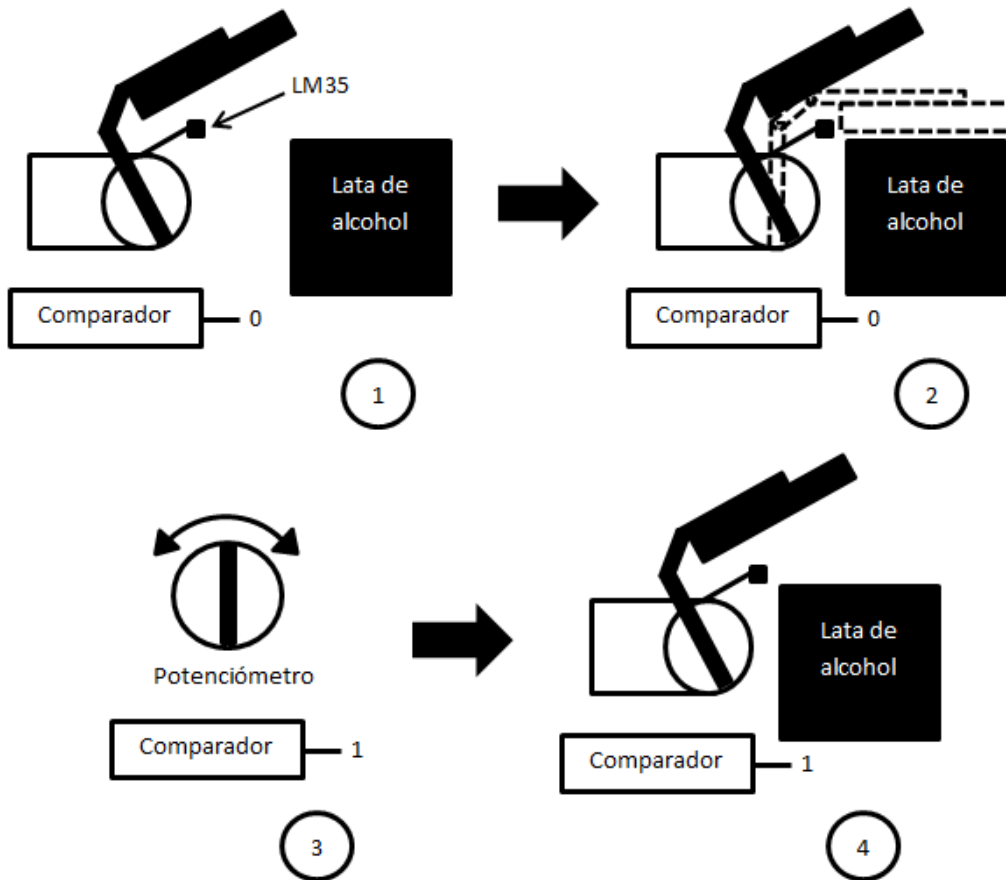 LM35
Lata de
alcohol
Comparador
0
1
Lata de
alcohol
Comparador
0
2
Potenciómetro
Comparador
1
3
Lata de
alcohol
Comparador
1
4